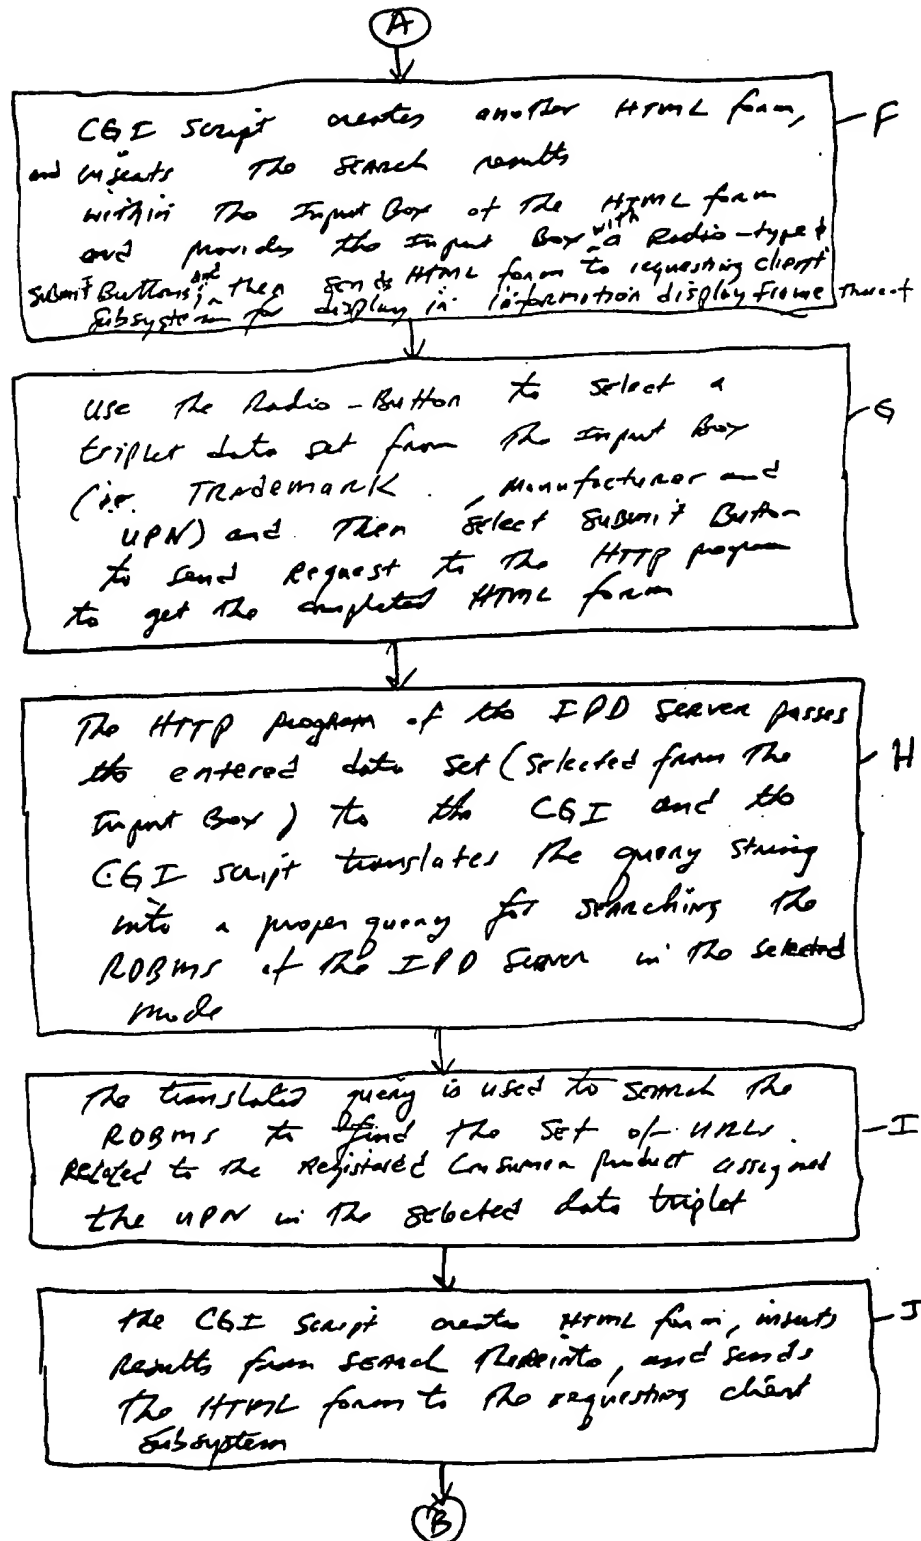 A
CGI Script creates another HTML form, F
and inserts the search results
within the Input Box of the HTML form
and provides the Input Box with a Radio-type &
Submit Buttons, and then sends HTML form to requesting client
subsystem for display in information display frame thereof
use the Radio-Button to select a G
triplet data set from the Input Box
(ie. TRademark, Manufacturer and
UPN) and then select submit Button
to send Request to the HTTP program
to get the completed HTML form
The HTTP program of the IPD Server passes
the entered data set (selected from the H
Input Box) to the CGI and the
CGI script translates the query string
into a proper query for searching the
RDBMS of the IPD Server in the selected
mode
The translated query is used to search the
RDBMS to find the set of URLs I
Related to the Registered Consumer product assigned
the UPN in the selected data triplet
the CGI Script creates HTML form, inserts J
Results from search thereinto, and sends
the HTML form to the requesting client
subsystem
B